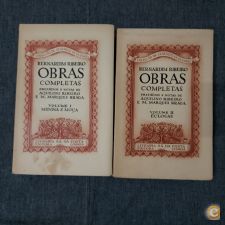 BERNARDIM RIBEIRO
OBRAS
COMPLETAS
PREFÁCIO E NOTAS DE
AQUILINO RIBEIRO
E M. MARQUES BRAGA
VOLUME I
MENINA E MOÇA
BERNARDIM RIBEIRO
OBRAS
COMPLETAS
PREFÁCIO E NOTAS DE
AQUILINO RIBEIRO
E M. MARQUES BRAGA
VOLUME II
ÉCLOGAS